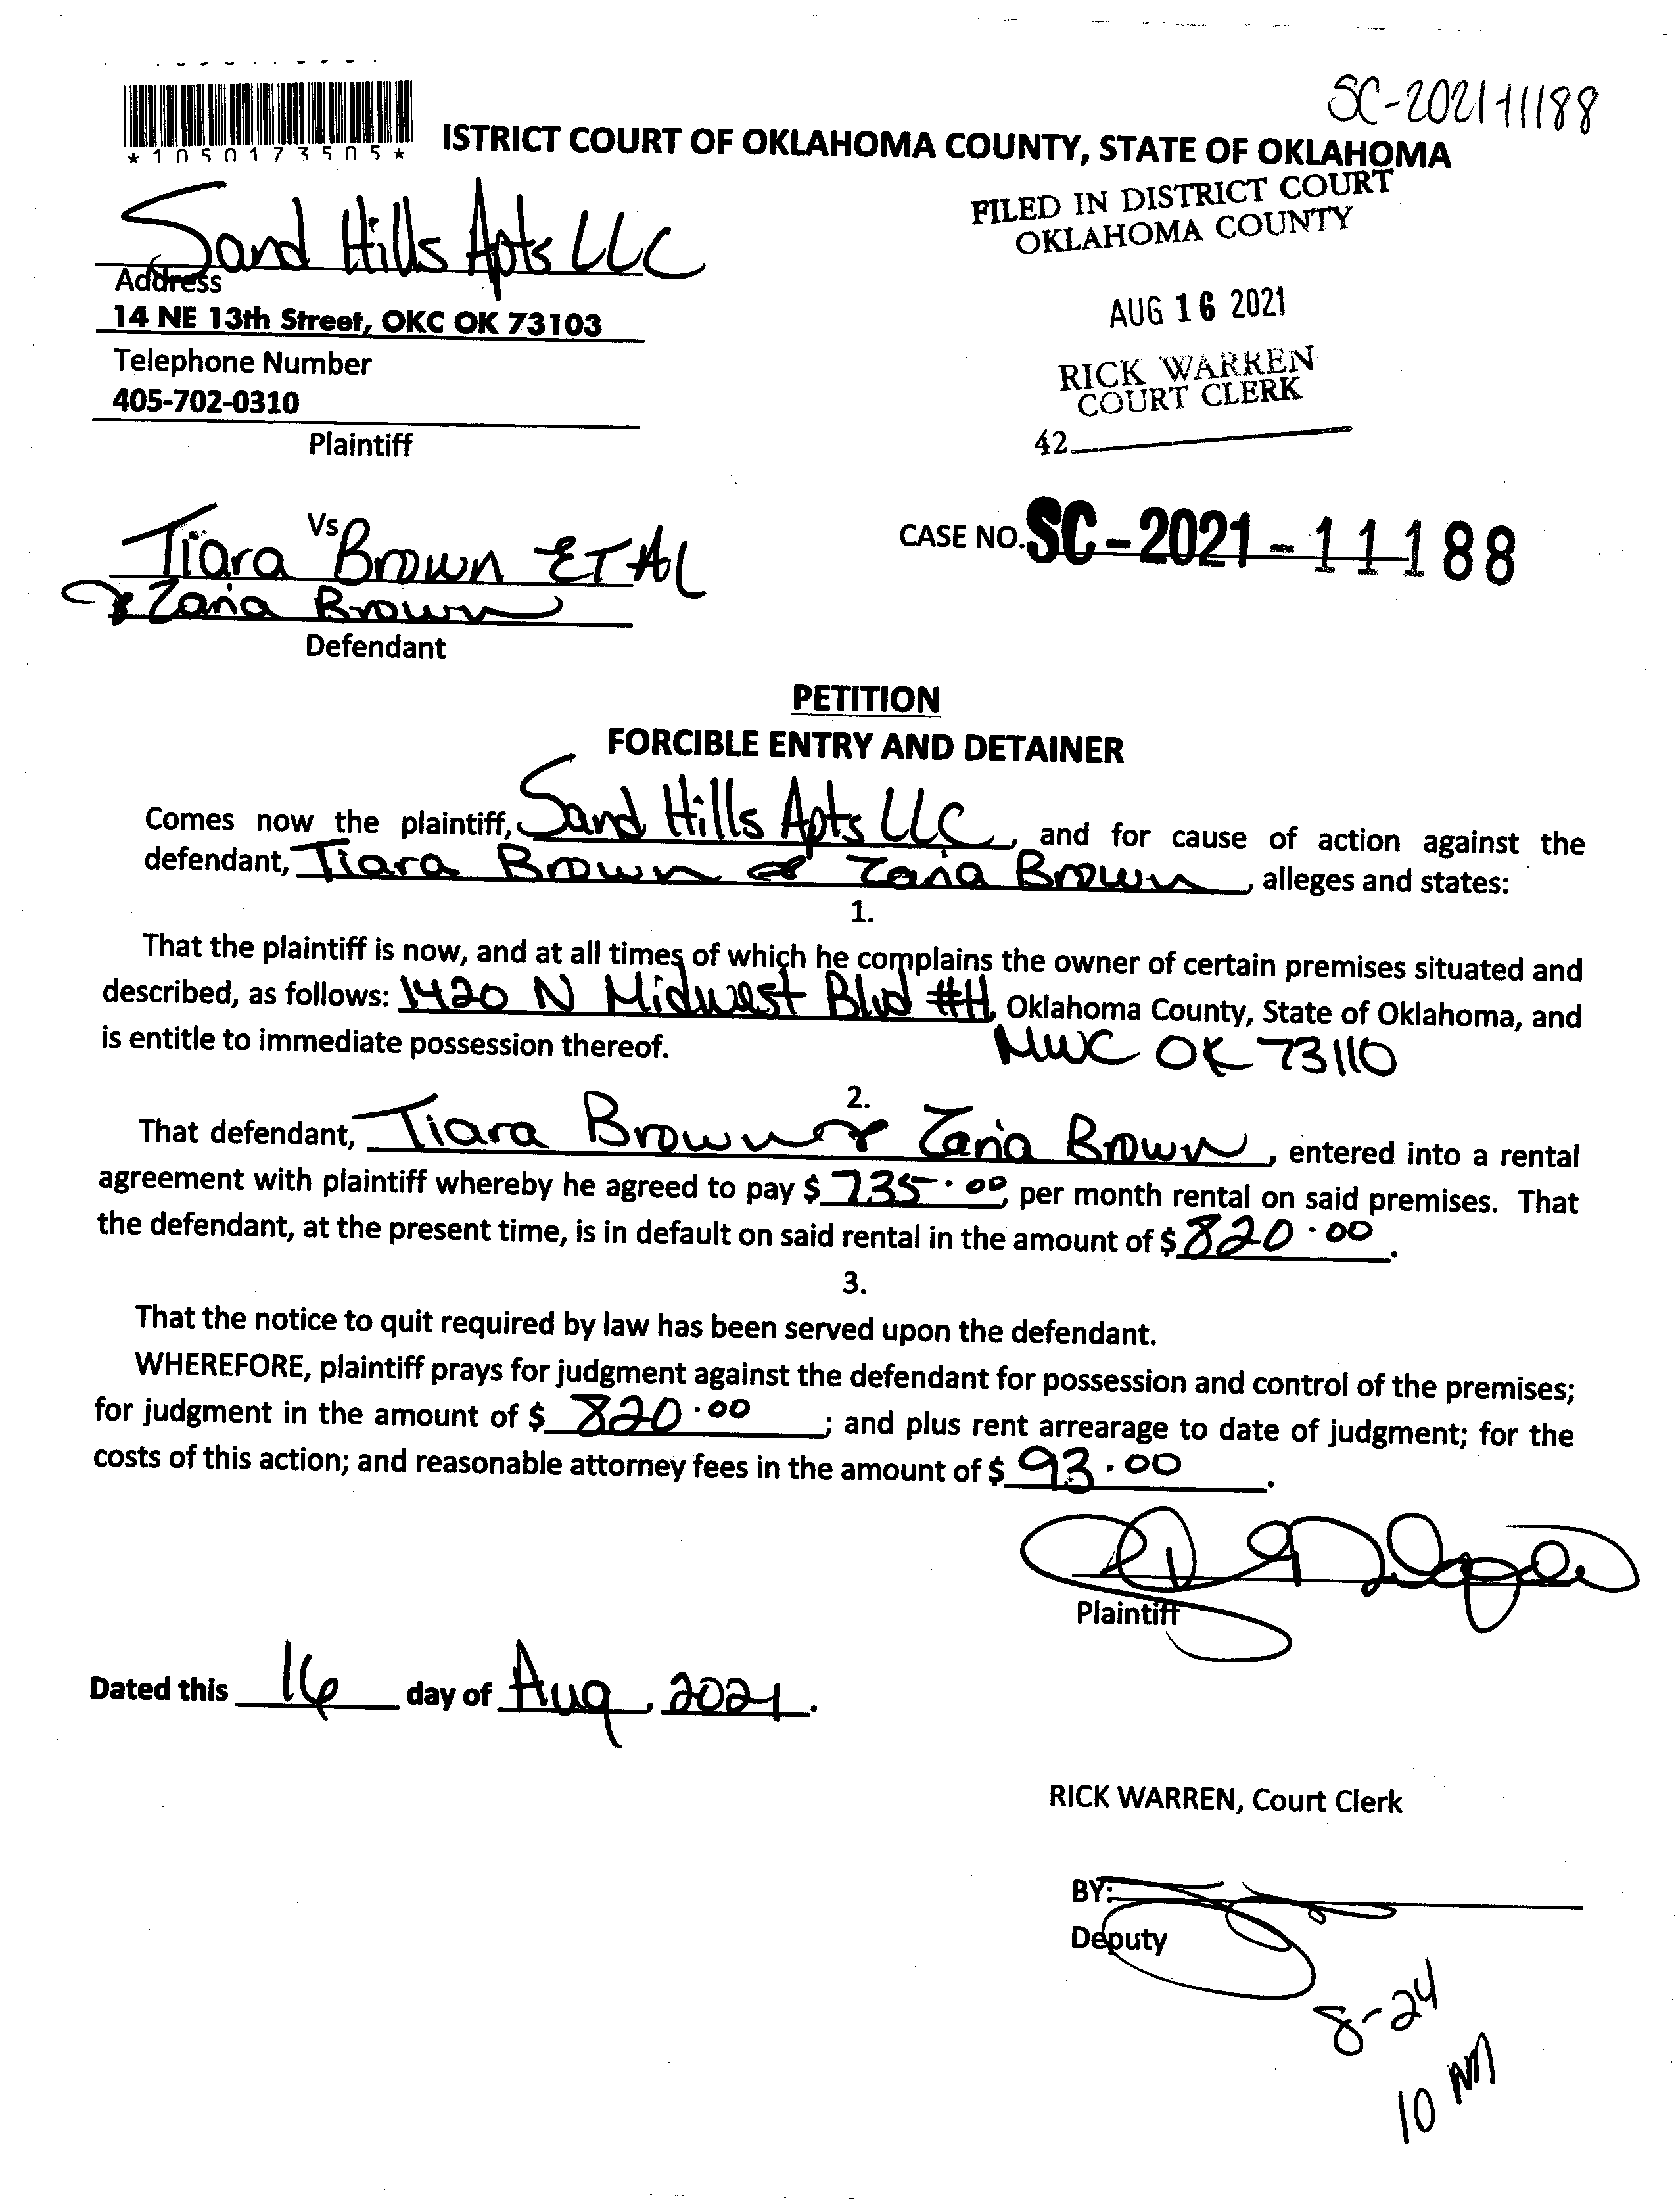 SC-2021-11188
*1050173505*
ISTRICT COURT OF OKLAHOMA COUNTY, STATE OF OKLAHOMA
FILED IN DISTRICT COURT
OKLAHOMA COUNTY
Sand Hills Apts LLC
Address
14 NE 13th Street, OKC OK 73103
AUG 16 2021
Telephone Number
405-702-0310
RICK WARREN
COURT CLERK
Plaintiff
42
Vs
Tiara Brown ET Al
CASE NO. SC-2021-11188
& Zaria Brown
Defendant
PETITION
FORCIBLE ENTRY AND DETAINER
Comes now the plaintiff, Sand Hills Apts LLC, and for cause of action against the
defendant, Tiara Brown & Zaria Brown, alleges and states:
1.
That the plaintiff is now, and at all times of which he complains the owner of certain premises situated and
described, as follows: 1420 N Midwest Blvd #H, Oklahoma County, State of Oklahoma, and
is entitle to immediate possession thereof. MWC OK 73110
2.
That defendant, Tiara Brown & Zaria Brown, entered into a rental
agreement with plaintiff whereby he agreed to pay $ 735.00, per month rental on said premises. That
the defendant, at the present time, is in default on said rental in the amount of $ 820.00.
3.
That the notice to quit required by law has been served upon the defendant.
WHEREFORE, plaintiff prays for judgment against the defendant for possession and control of the premises;
for judgment in the amount of $ 820.00; and plus rent arrearage to date of judgment; for the
costs of this action; and reasonable attorney fees in the amount of $ 93.00.
Plaintiff
Dated this 16 day of Aug, 2021.
RICK WARREN, Court Clerk
BY:
Deputy
8-24
10 AM